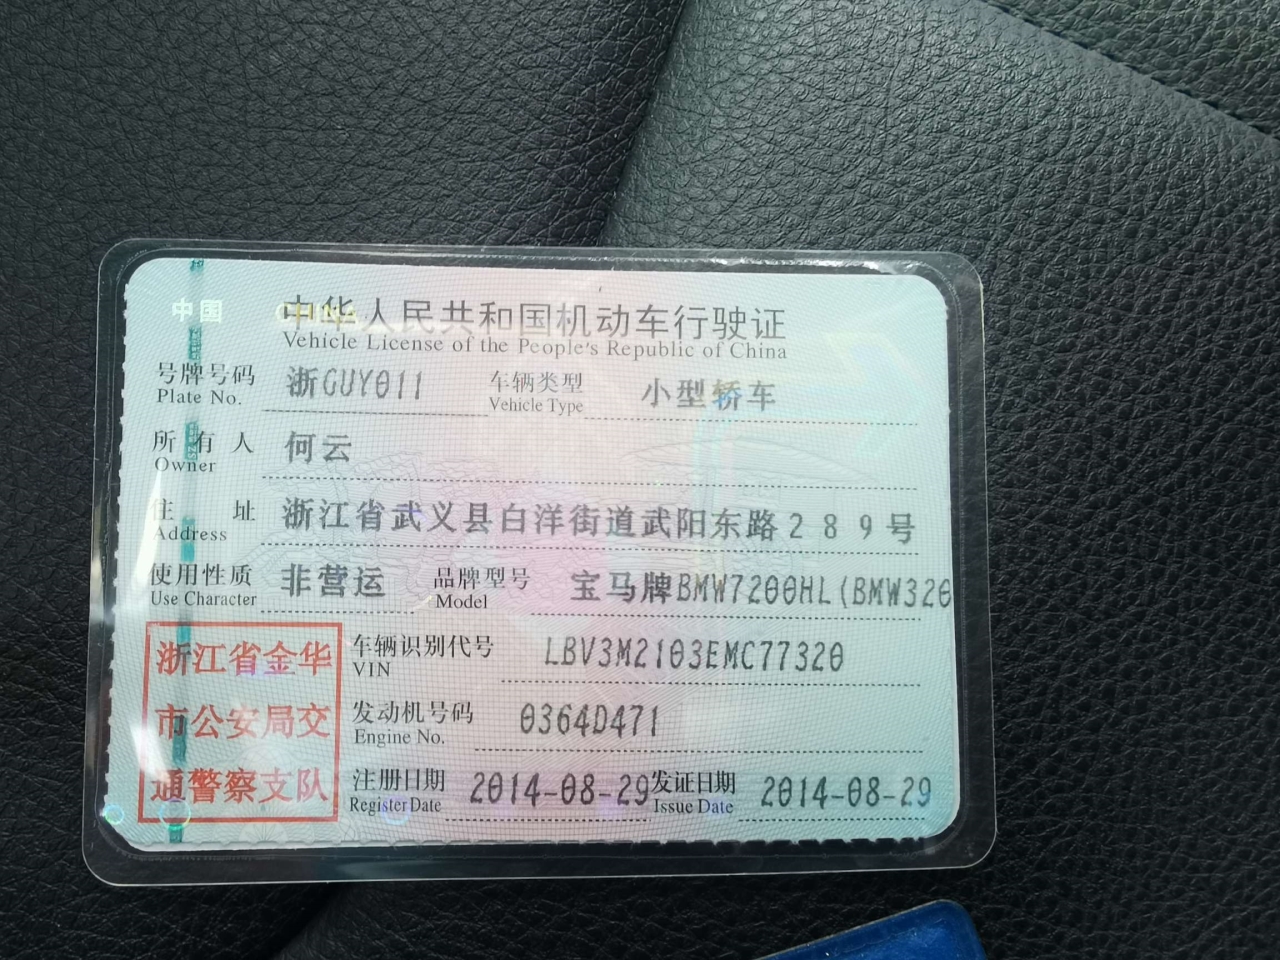 中国 CHINA
中华人民共和国机动车行驶证
Vehicle License of the People's Republic of China
号牌号码 浙GUY011 车辆类型 小型轿车
Plate No. Vehicle Type
所有人 何云
Owner
住址 浙江省武义县白洋街道武阳东路289号
Address
使用性质 非营运 品牌型号 宝马牌BMW7200HL(BMW320
Use Character Model
浙江省金华
市公安局交
通警察支队
车辆识别代号 LBV3M2103EMC77320
VIN
发动机号码 0364D471
Engine No.
注册日期 2014-08-29 发证日期 2014-08-29
Register Date Issue Date